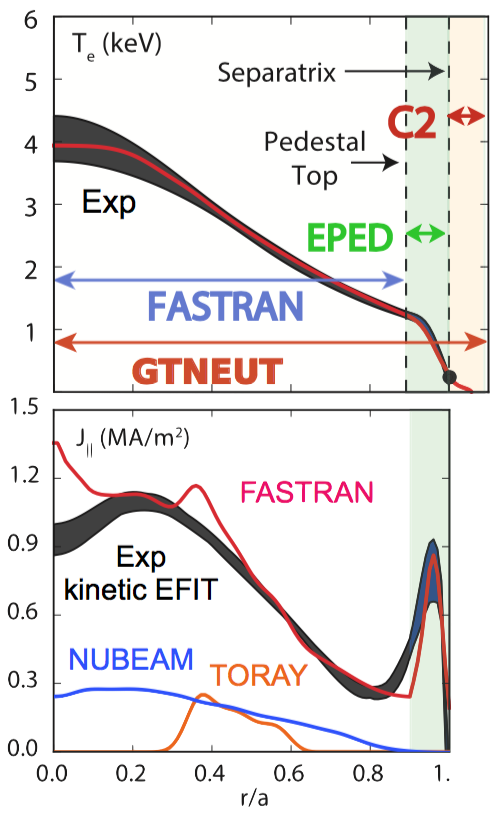 6
T_e (keV)
Separatrix
5
C2
4
Pedestal
Top
Exp
3
EPED
2
FASTRAN
1
GTNEUT
1.5
J_|| (MA/m²)
1.2
FASTRAN
0.9
Exp
kinetic EFIT
0.6
NUBEAM
TORAY
0.3
0.0
0.0 0.2 0.4 0.6 0.8 1.
r/a